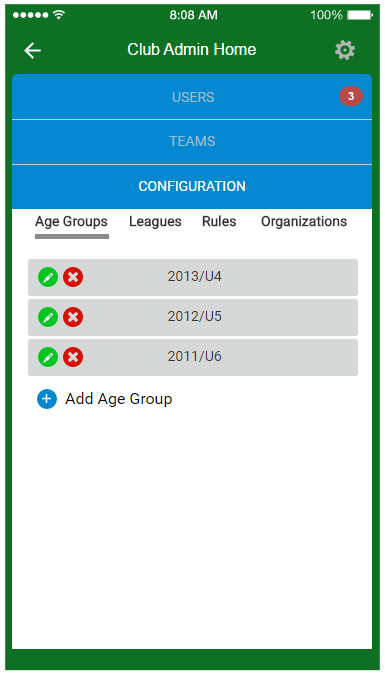 8:08 AM 100%
Club Admin Home
USERS 3
TEAMS
CONFIGURATION
Age Groups Leagues Rules Organizations
2013/U4
2012/U5
2011/U6
Add Age Group